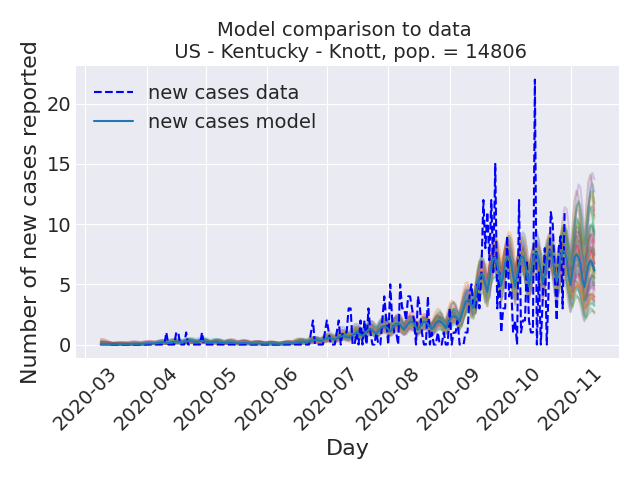 Model comparison to data
US - Kentucky - Knott, pop. = 14806
new cases data
new cases model
Number of new cases reported
20
15
10
5
0
2020-03
2020-04
2020-05
2020-06
2020-07
2020-08
2020-09
2020-10
2020-11
Day